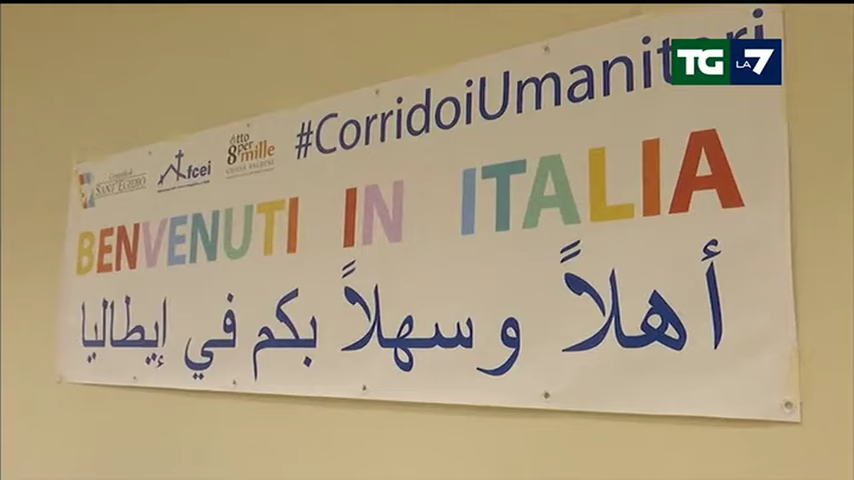 TG LA7
#CorridoiUmanitari
Comunità di
SANT'EGIDIO
fcei
otto
8 per
mille
CHIESA VALDESE
BENVENUTI IN ITALIA
أهلاً وسهلاً بكم في إيطاليا